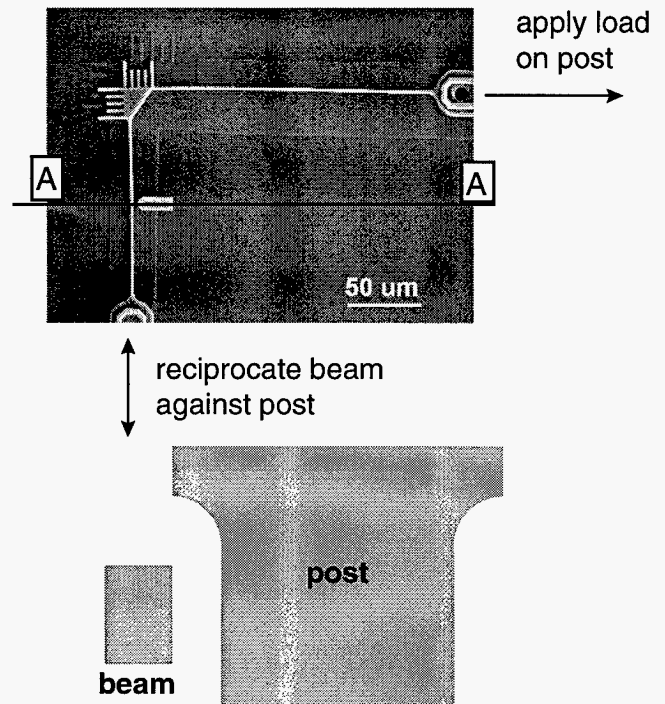 apply load
on post
A
A
50 um
reciprocate beam
against post
post
beam